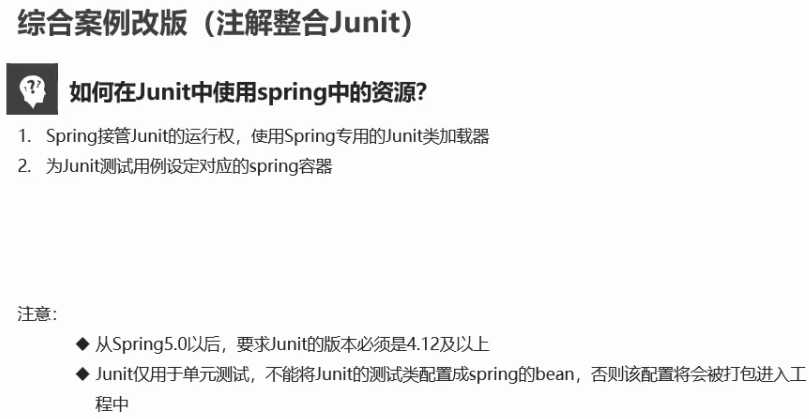 综合案例改版（注解整合Junit）
??
如何在Junit中使用spring中的资源?
1. Spring接管Junit的运行权，使用Spring专用的Junit类加载器
2. 为Junit测试用例设定对应的spring容器
注意：
◆ 从Spring5.0以后，要求Junit的版本必须是4.12及以上
◆ Junit仅用于单元测试，不能将Junit的测试类配置成spring的bean，否则该配置将会被打包进入工
程中